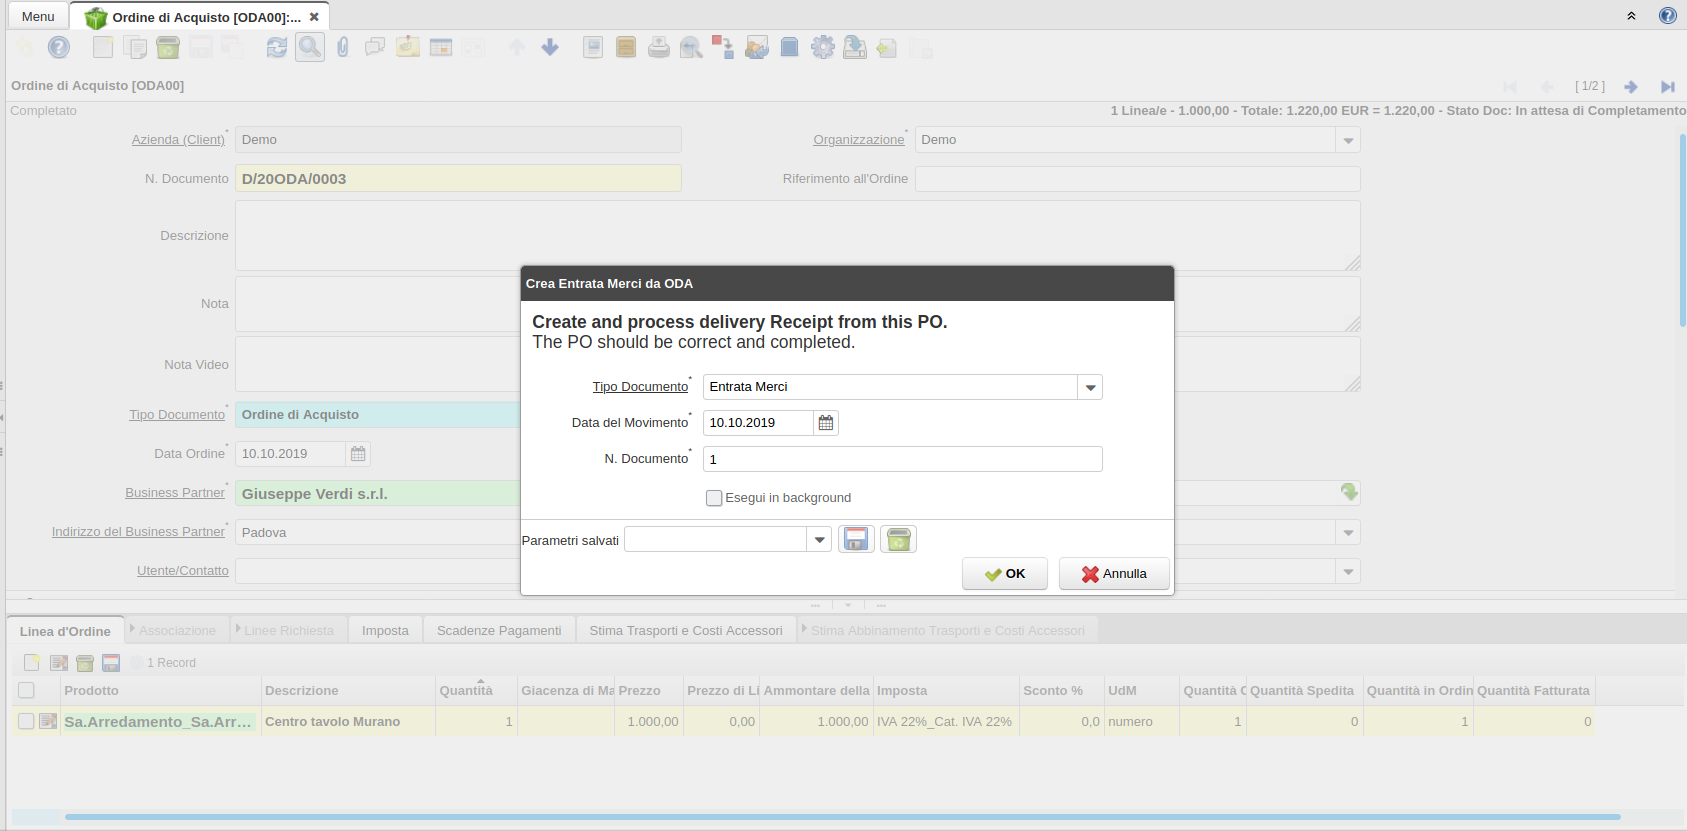 Menu
Ordine di Acquisto [ODA00]:...
Ordine di Acquisto [ODA00]
[ 1/2 ]
Completato
1 Linea/e - 1.000,00 - Totale: 1.220,00 EUR = 1.220,00 - Stato Doc: In attesa di Completamento
Azienda (Client)* Demo
Organizzazione* Demo
N. Documento D/20ODA/0003
Riferimento all'Ordine
Descrizione
Nota
Nota Video
Tipo Documento* Ordine di Acquisto
Data Ordine* 10.10.2019
Business Partner* Giuseppe Verdi s.r.l.
Indirizzo del Business Partner* Padova
Utente/Contatto
Crea Entrata Merci da ODA
Create and process delivery Receipt from this PO.
The PO should be correct and completed.
Tipo Documento* Entrata Merci
Data del Movimento* 10.10.2019
N. Documento* 1
Esegui in background
Parametri salvati
OK
Annulla
Linea d'Ordine
Associazione
Linee Richiesta
Imposta
Scadenze Pagamenti
Stima Trasporti e Costi Accessori
Stima Abbinamento Trasporti e Costi Accessori
1 Record
Prodotto Descrizione Quantità Giacenza di Ma Prezzo Prezzo di Li Ammontare della Imposta Sconto % UdM Quantità Quantità Spedita Quantità in Ordin Quantità Fatturata
Sa.Arredamento_Sa.Arr... Centro tavolo Murano 1 1.000,00 0,00 1.000,00 IVA 22%_Cat. IVA 22% 0,0 numero 1 0 1 0